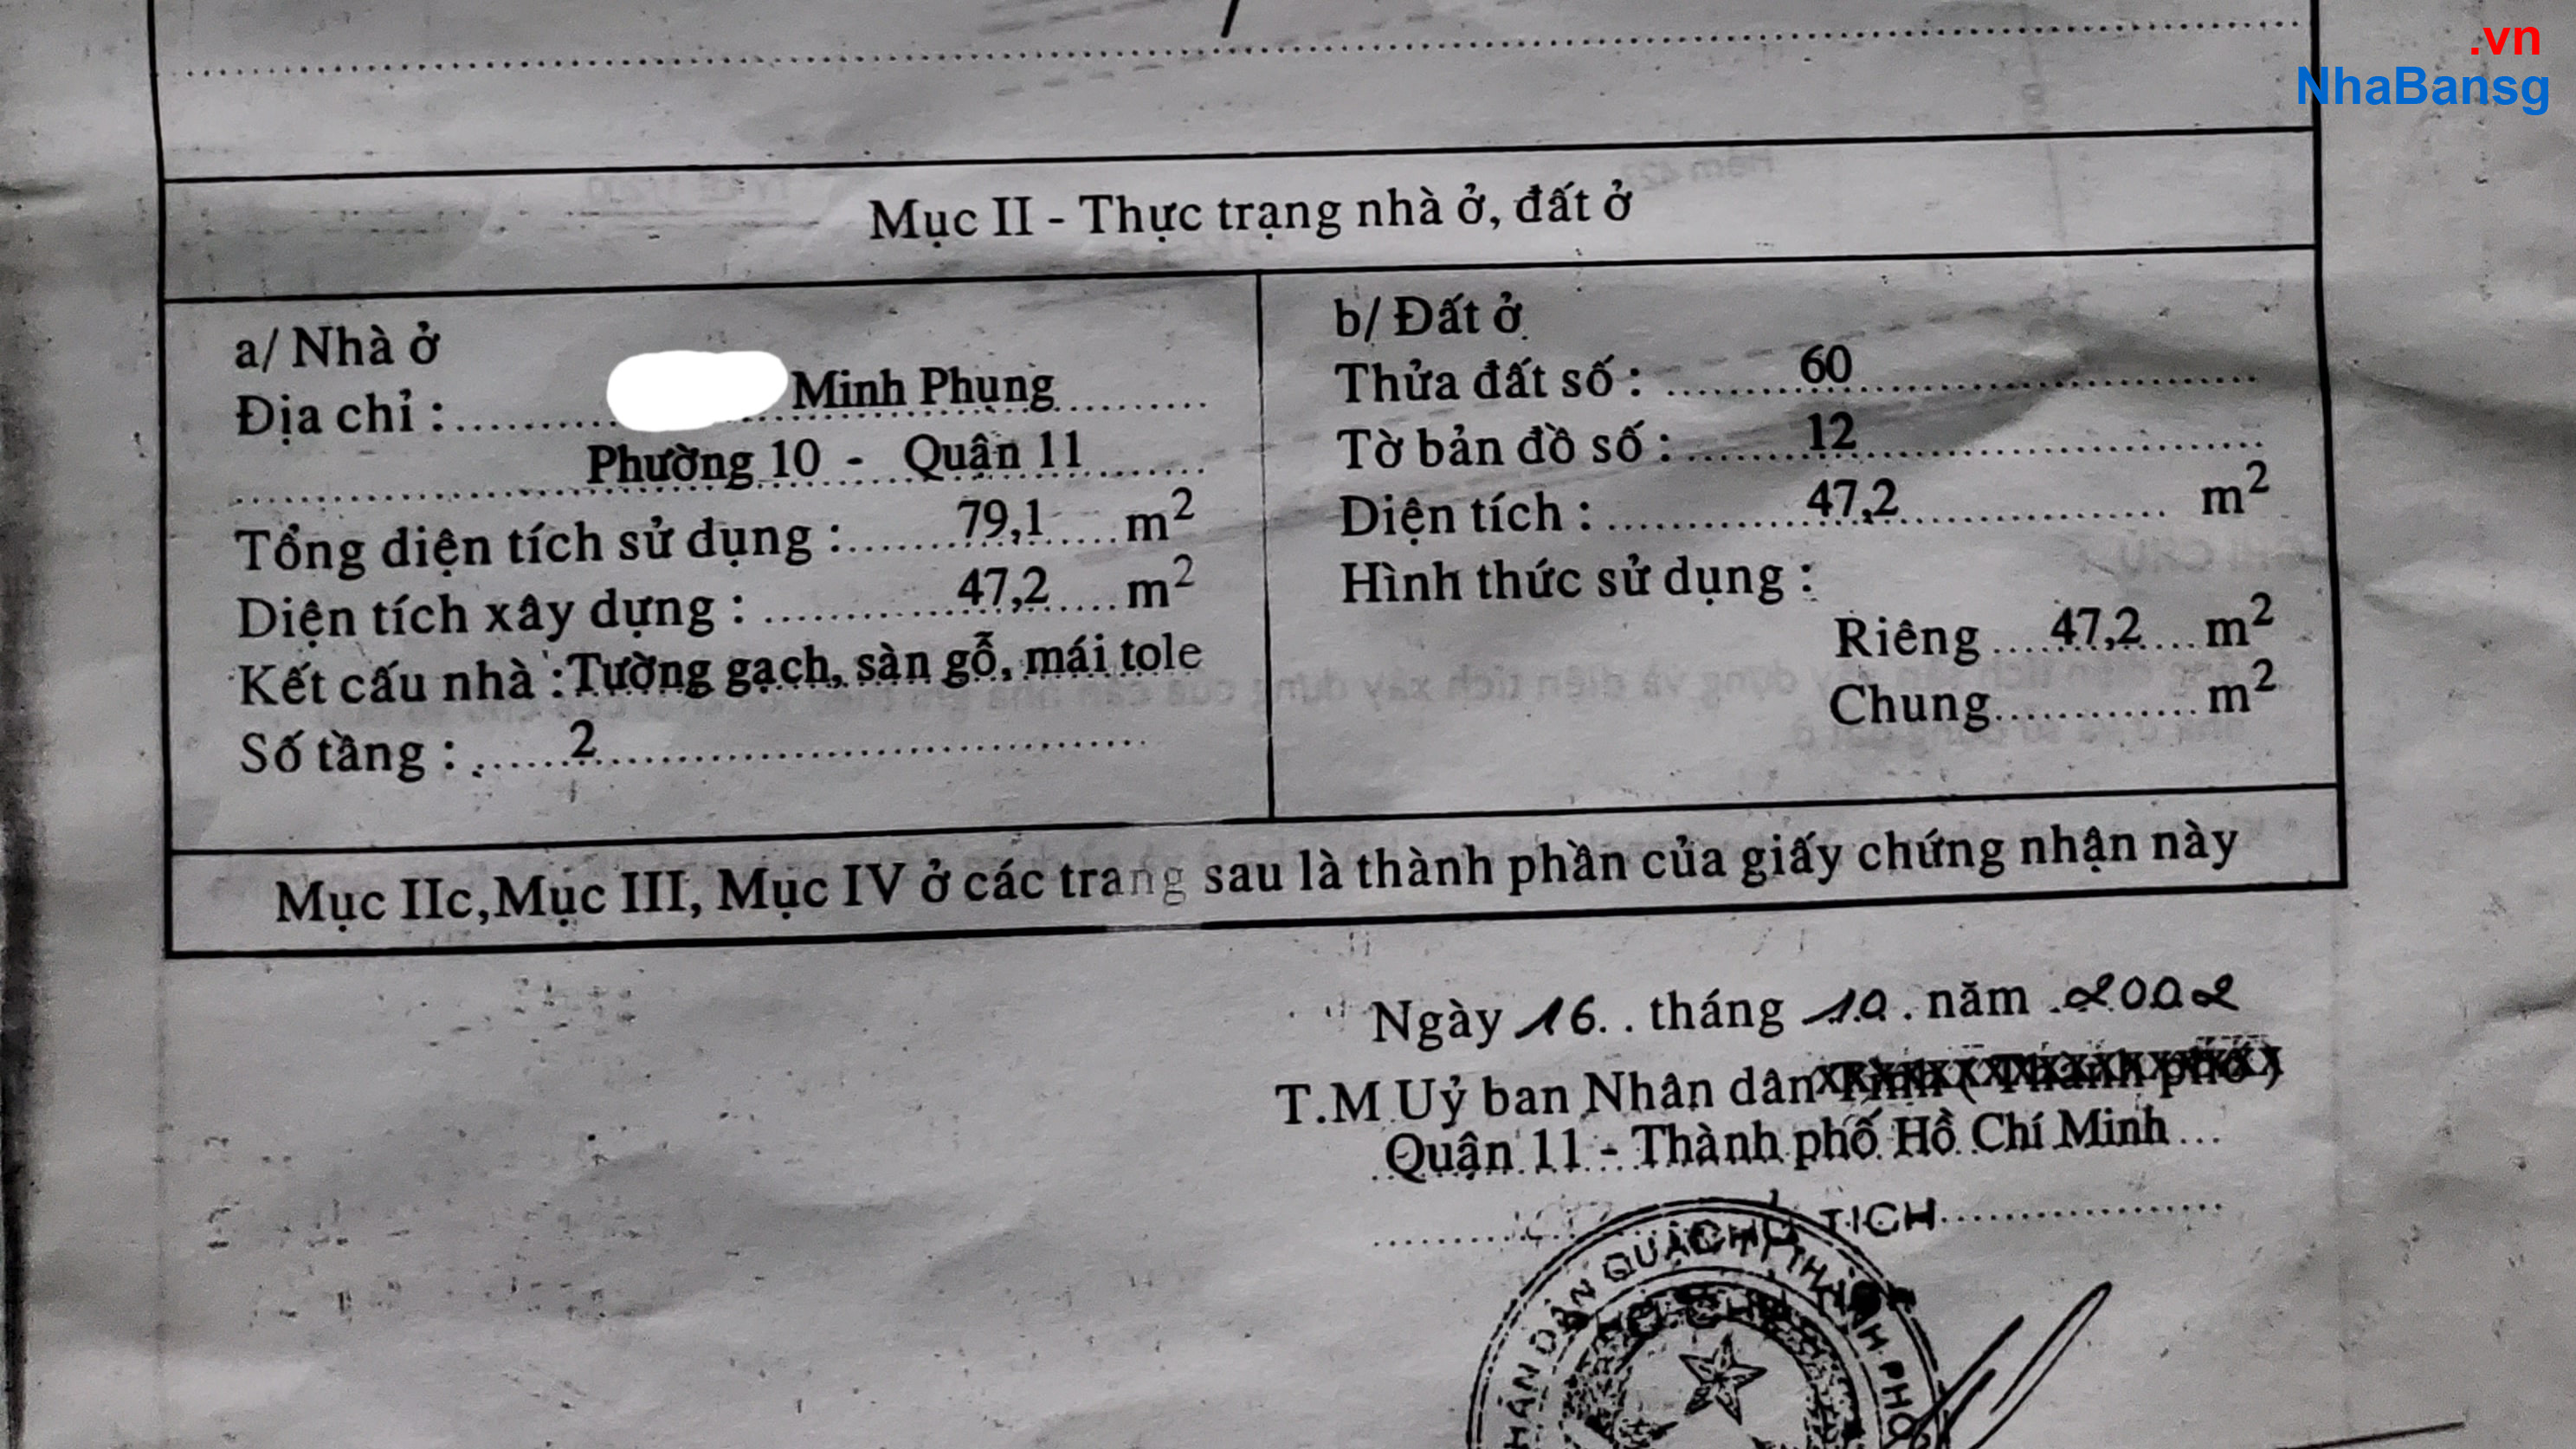 .vn
NhaBansg
Mục II - Thực trạng nhà ở, đất ở
a/ Nhà ở
Địa chỉ : Minh Phụng
Phường 10 - Quận 11
Tổng diện tích sử dụng : 79,1 m²
Diện tích xây dựng : 47,2 m²
Kết cấu nhà : Tường gạch, sàn gỗ, mái tole
Số tầng : 2
b/ Đất ở
Thửa đất số : 60
Tờ bản đồ số : 12
Diện tích : 47,2 m²
Hình thức sử dụng :
Riêng 47,2 m²
Chung m²
Mục IIc, Mục III, Mục IV ở các trang sau là thành phần của giấy chứng nhận này
Ngày 16 tháng 10 năm 2002
T.M Uỷ ban Nhân dân Tỉnh ( Thành phố )
Quận 11 - Thành phố Hồ Chí Minh
CHỦ TỊCH